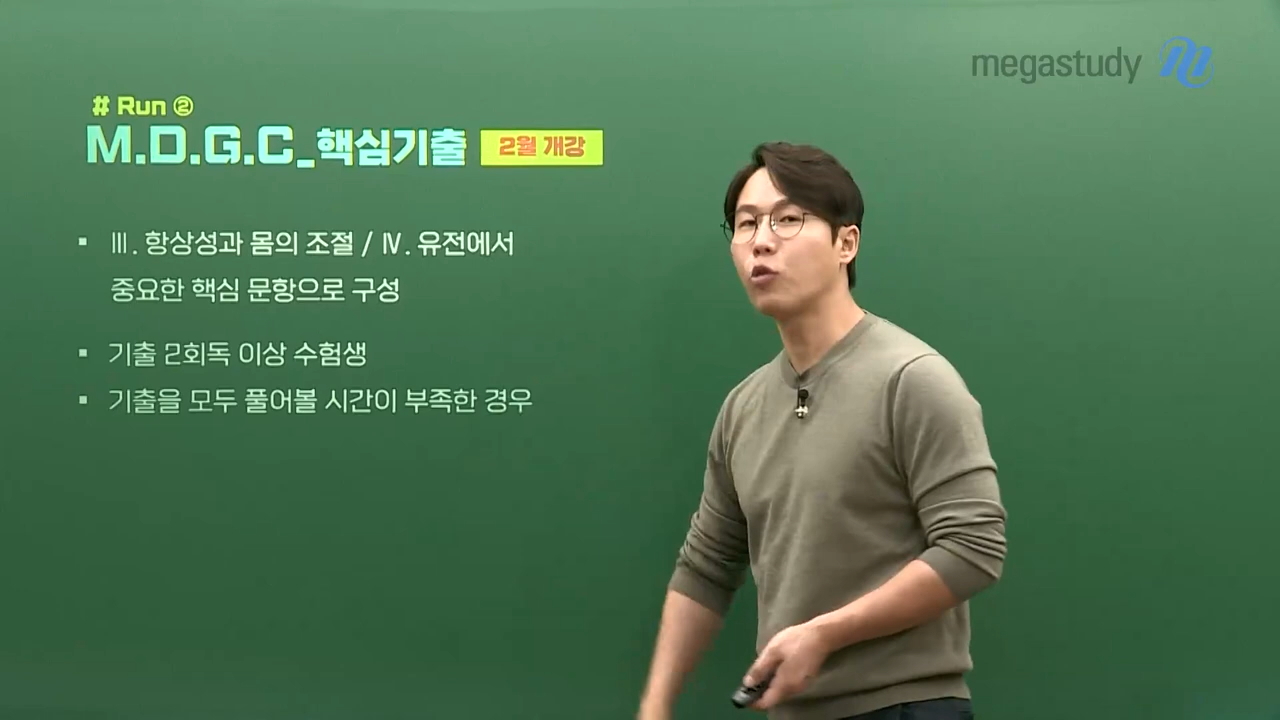 megastudy
# Run ②
M.D.G.C_핵심기출 2월 개강
▪ Ⅲ. 항상성과 몸의 조절 / Ⅳ. 유전에서
중요한 핵심 문항으로 구성
▪ 기출 2회독 이상 수험생
▪ 기출을 모두 풀어볼 시간이 부족한 경우